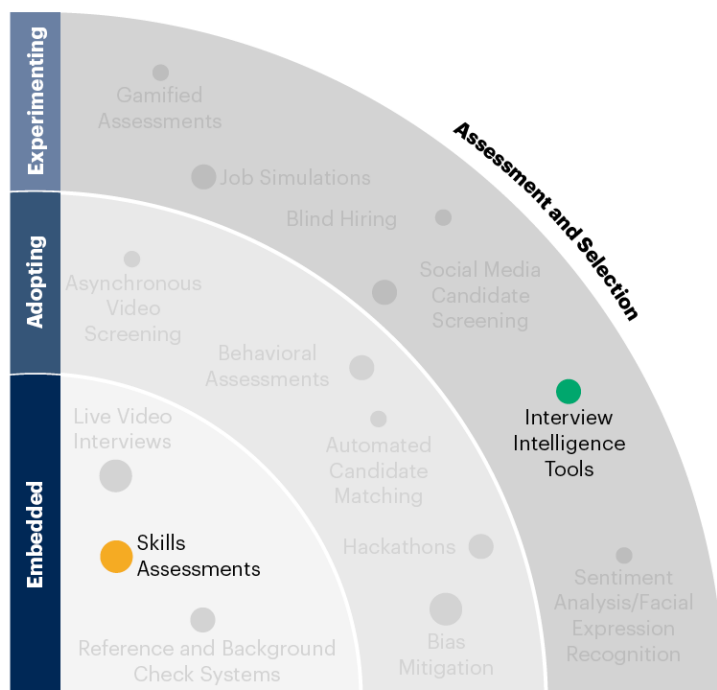 Experimenting
Adopting
Embedded
Assessment and Selection
Gamified
Assessments
Job Simulations
Blind Hiring
Social Media
Candidate
Screening
Interview
Intelligence
Tools
Sentiment
Analysis/Facial
Expression
Recognition
Asynchronous
Video
Screening
Behavioral
Assessments
Automated
Candidate
Matching
Hackathons
Bias
Mitigation
Live Video
Interviews
Skills
Assessments
Reference and Background
Check Systems